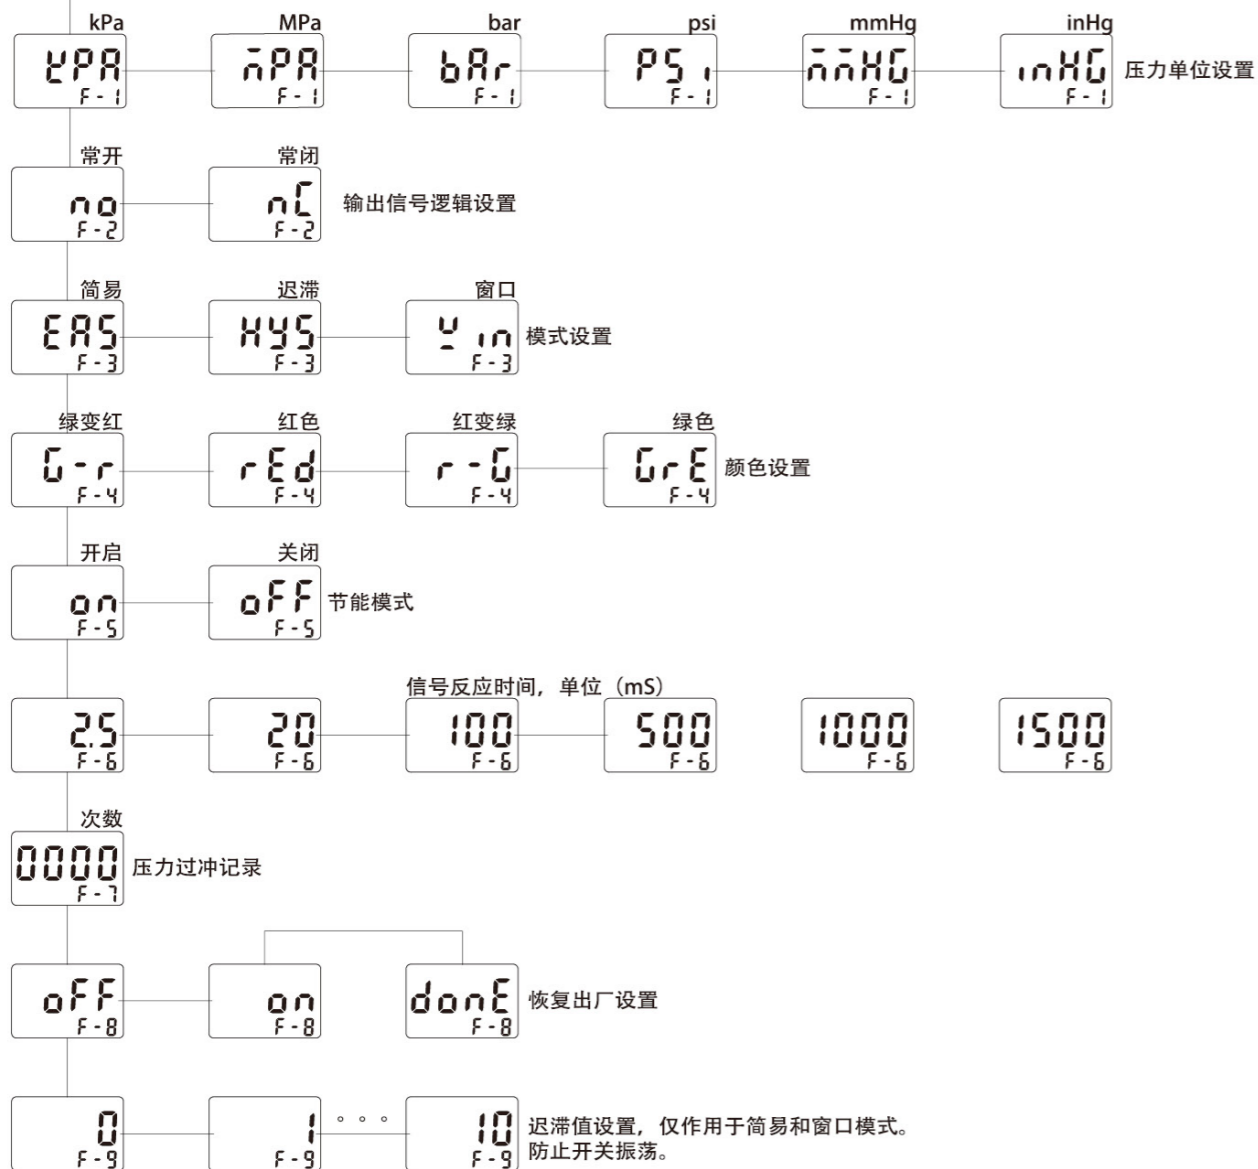 kPa MPa bar psi mmHg inHg
kPA mPA bAr PSi mmHG inHG 压力单位设置
F-1 F-1 F-1 F-1 F-1 F-1
常开 常闭
no nC 输出信号逻辑设置
F-2 F-2
简易 迟滞 窗口
EAS HYS win 模式设置
F-3 F-3 F-3
绿变红 红色 红变绿 绿色
G-r rEd r-G GrE 颜色设置
F-4 F-4 F-4 F-4
开启 关闭
on oFF 节能模式
F-5 F-5
信号反应时间，单位（mS）
2.5 20 100 500 1000 1500
F-6 F-6 F-6 F-6 F-6 F-6
次数
0000 压力过冲记录
F-7
oFF on donE 恢复出厂设置
F-8 F-8 F-8
0 1 。。。 10 迟滞值设置，仅作用于简易和窗口模式。
F-9 F-9 F-9 防止开关振荡。